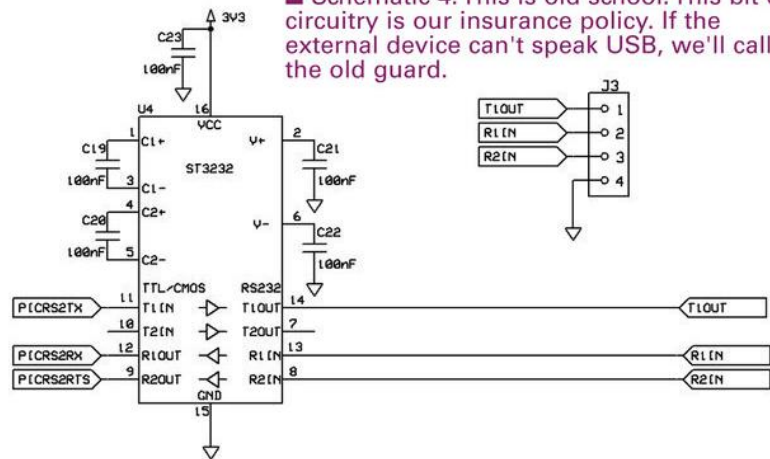 ■ Schematic 4. This is old school. This bit
circuitry is our insurance policy. If the
external device can't speak USB, we'll call
the old guard.
3V3
C23
100nF
U4
16
VCC
ST3232
1
C1+
C19
100nF
3
C1-
4
C2+
C20
100nF
5
C2-
V+
2
C21
100nF
V-
6
C22
100nF
TTL/CMOS
RS232
PICRS2TX
11
T1IN
T1OUT
14
T1OUT
10
T2IN
T2OUT
7
PICRS2RX
12
R1OUT
R1IN
13
R1IN
PICRS2RTS
9
R2OUT
R2IN
8
R2IN
GND
15
J3
T1OUT
1
R1IN
2
R2IN
3
4